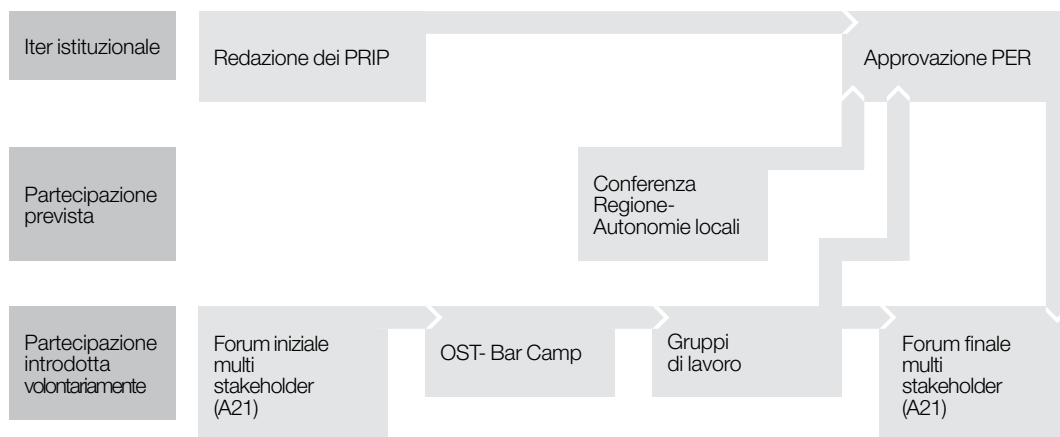 Iter istituzionale
Redazione dei PRIP
Approvazione PER
Partecipazione
prevista
Conferenza
Regione-
Autonomie locali
Partecipazione
introdotta
volontariamente
Forum iniziale
multi
stakeholder
(A21)
OST- Bar Camp
Gruppi
di lavoro
Forum finale
multi
stakeholder
(A21)